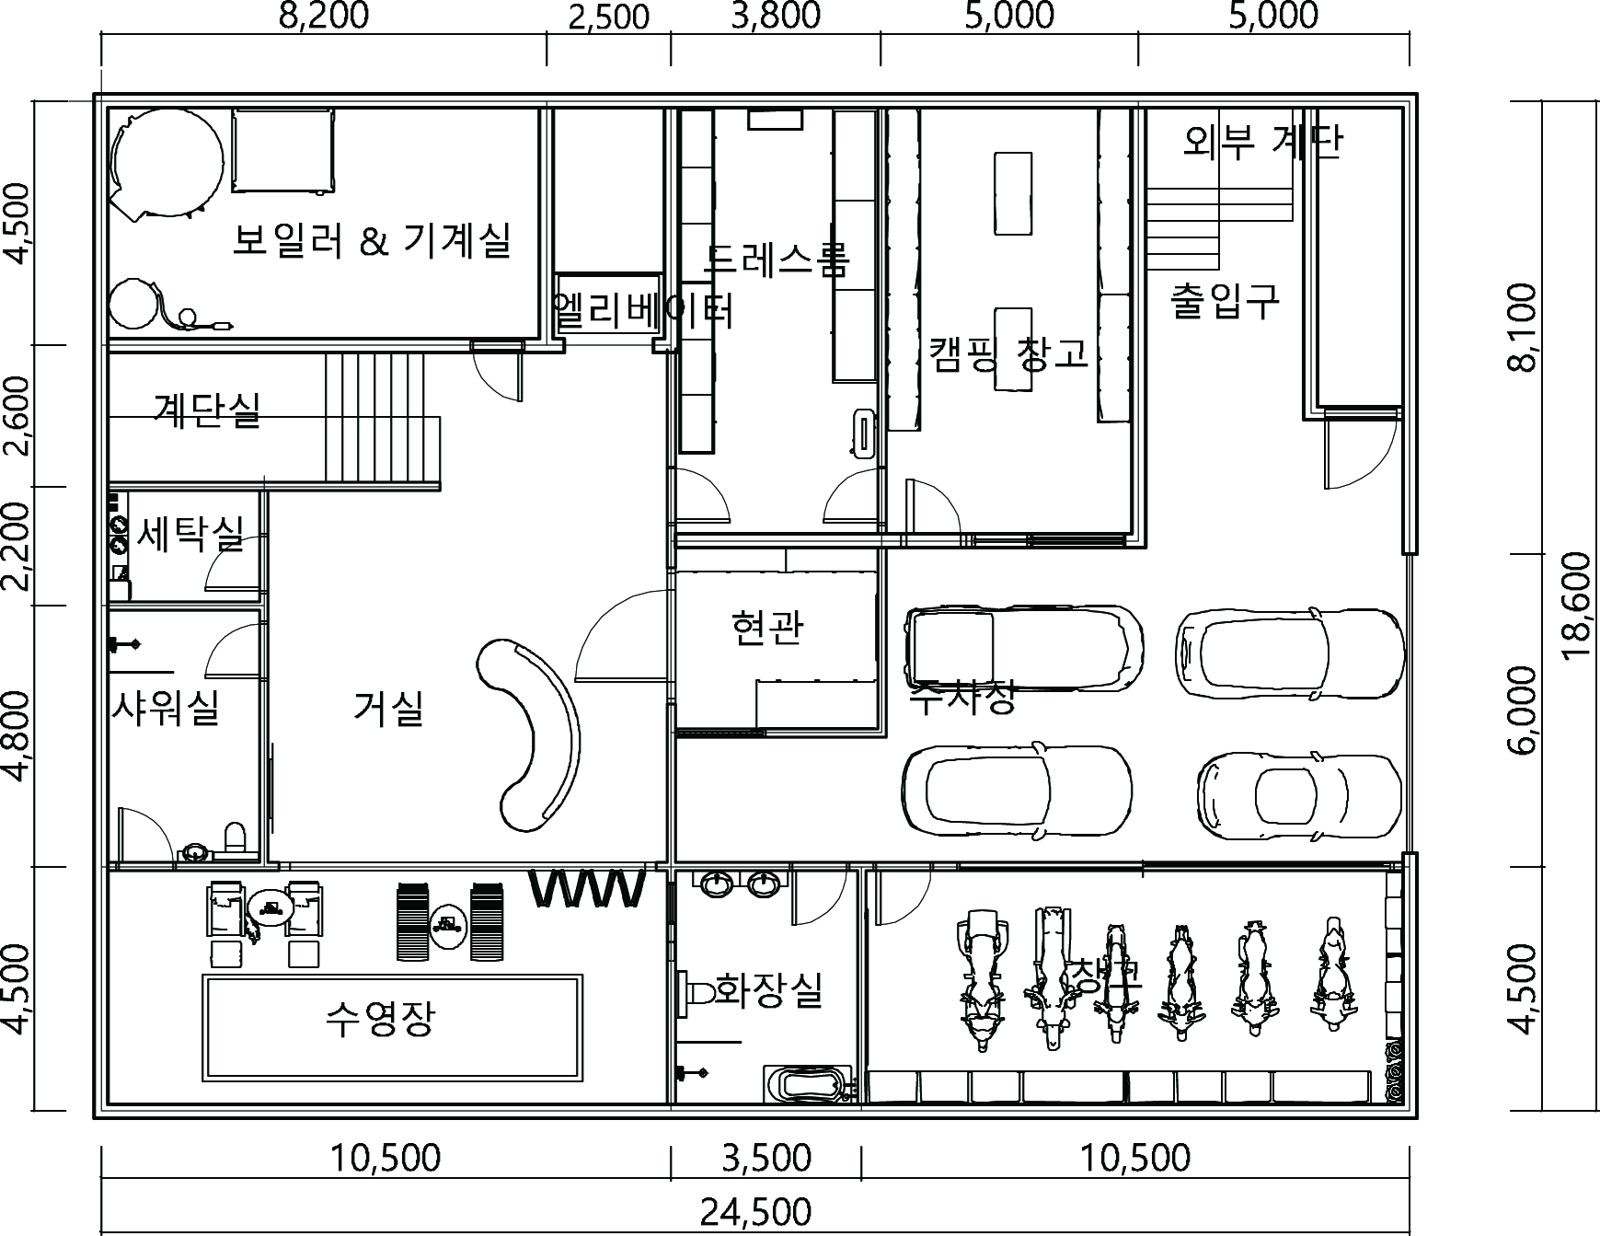 8,200
2,500
3,800
5,000
5,000
외부 계단
4,500
보일러 & 기계실
드레스룸
엘리베이터
출입구
8,100
캠핑 창고
2,600
계단실
2,200
세탁실
현관
18,600
4,800
샤워실
거실
주차장
6,000
4,500
수영장
화장실
창고
4,500
10,500
3,500
10,500
24,500